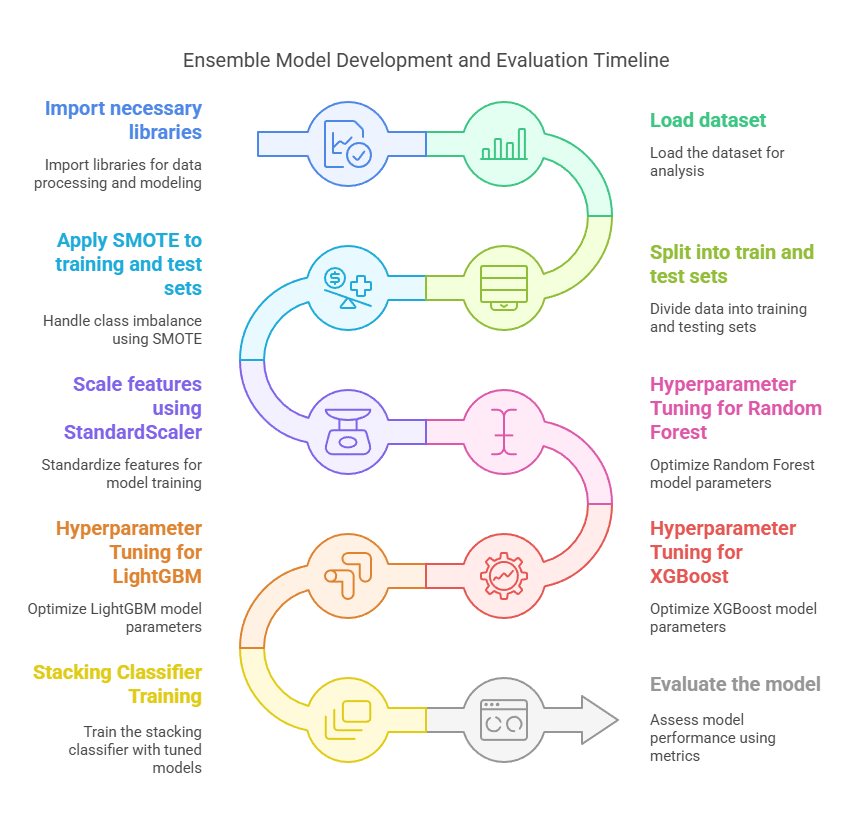 Ensemble Model Development and Evaluation Timeline
Import necessary
libraries
Import libraries for data
processing and modeling
Load dataset
Load the dataset for
analysis
Split into train and
test sets
Divide data into training
and testing sets
Apply SMOTE to
training and test
sets
Handle class imbalance
using SMOTE
Scale features
using
StandardScaler
Standardize features for
model training
Hyperparameter
Tuning for Random
Forest
Optimize Random Forest
model parameters
Hyperparameter
Tuning for
XGBoost
Optimize XGBoost model
parameters
Hyperparameter
Tuning for
LightGBM
Optimize LightGBM model
parameters
Stacking Classifier
Training
Train the stacking
classifier with tuned
models
Evaluate the model
Assess model
performance using
metrics